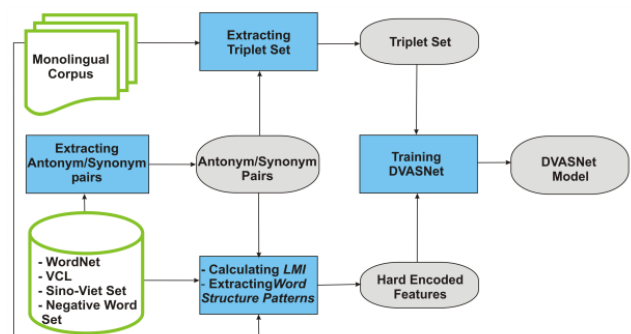 Monolingual
Corpus
Extracting
Triplet Set
Triplet Set
Extracting
Antonym/Synonym
pairs
Antonym/Synonym
Pairs
Training
DVASNet
DVASNet
Model
- WordNet
- VCL
- Sino-Viet Set
- Negative Word
Set
- Calculating LMI
- ExtractingWord
Structure Patterns
Hard Encoded
Features